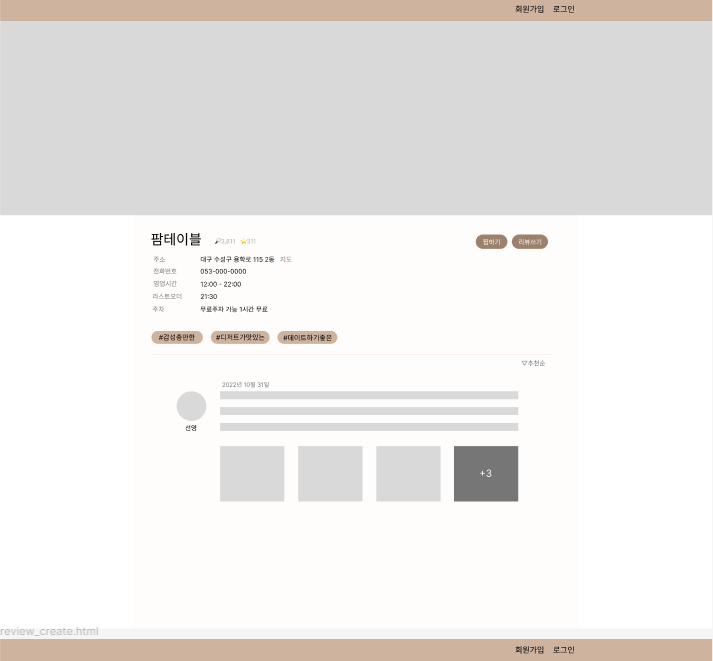 회원가입 로그인
팜테이블 🎤2,811 ⭐311 찜하기 리뷰쓰기
주소 대구 수성구 용학로 115 2동 지도
전화번호 053-000-0000
영업시간 12:00 - 22:00
라스트오더 21:30
주차 무료주차 가능 1시간 무료
#감성충만한 #디저트가맛있는 #데이트하기좋은
▽추천순
2022년 10월 31일
선영
+3
review_create.html
회원가입 로그인